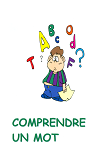 A B C
T O d ?
F
COMPRENDRE
UN MOT